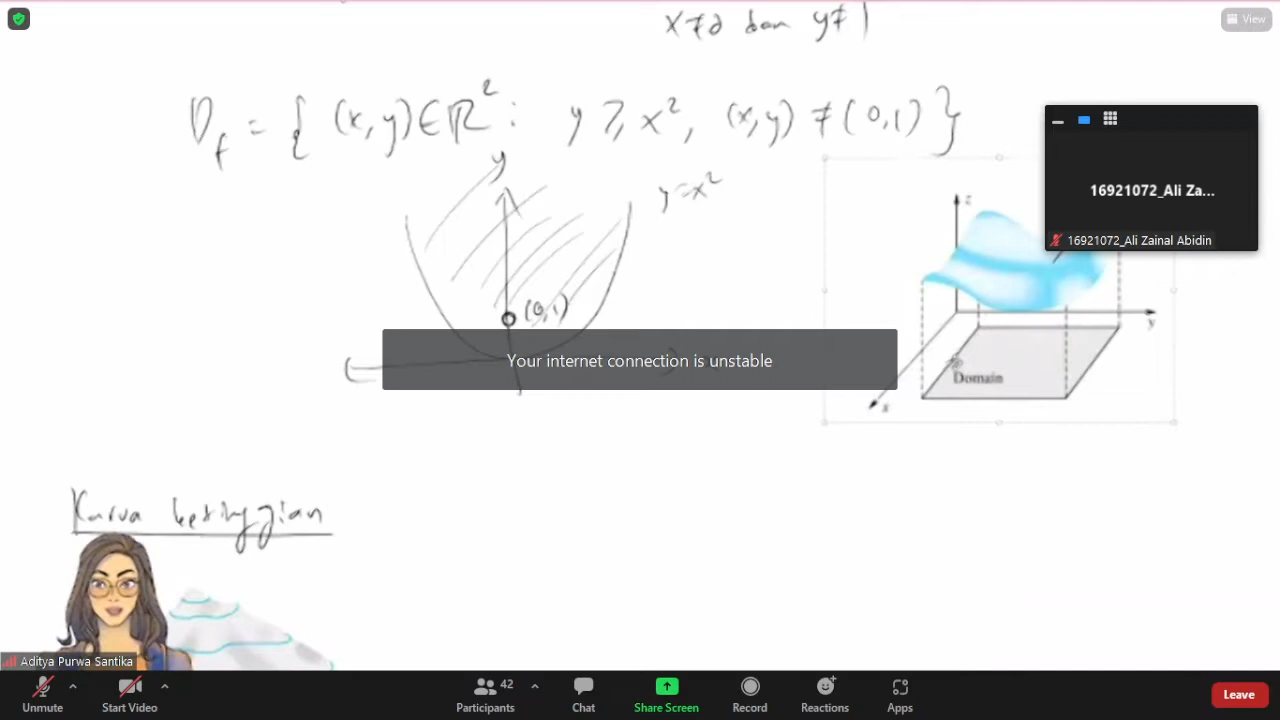 View
x≠0 dan y≠1
D_f = { (x,y)∈ℝ²: y ⩾ x², (x,y) ≠ (0,1) }
y
y=x²
z
16921072_Ali Za...
16921072_Ali Zainal Abidin
(0,1)
y
Your internet connection is unstable
Domain
x
Kurva ketinggian
Aditya Purwa Santika
42
Unmute
Start Video
Participants
Chat
Share Screen
Record
Reactions
Apps
Leave